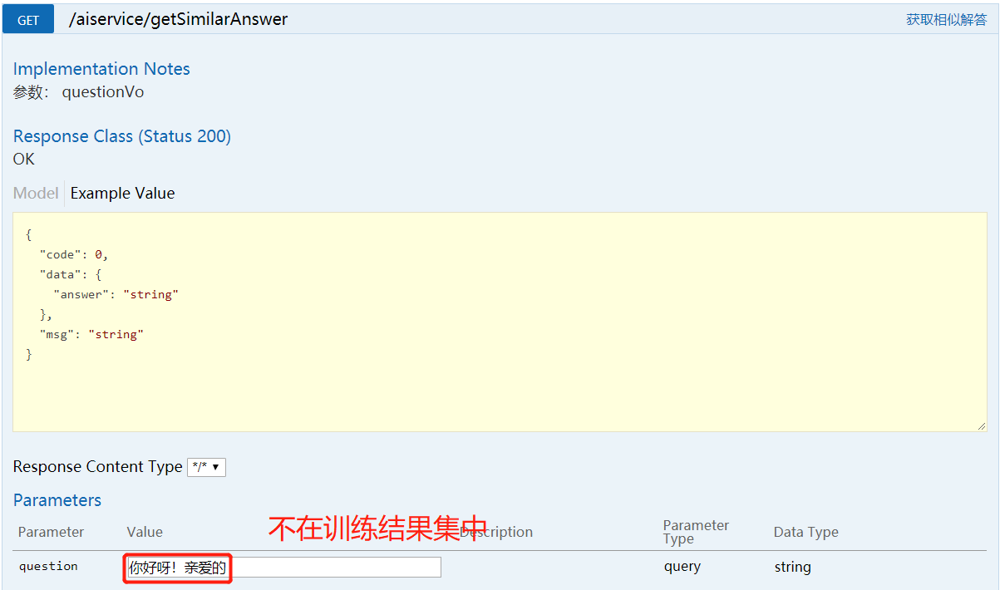 GET /aiservice/getSimilarAnswer 获取相似解答
Implementation Notes
参数: questionVo
Response Class (Status 200)
OK
Model Example Value
{
"code": 0,
"data": {
"answer": "string"
},
"msg": "string"
}
Response Content Type */*
Parameters
不在训练结果集中
Parameter Value Description Parameter Type Data Type
question 你好呀！亲爱的 query string